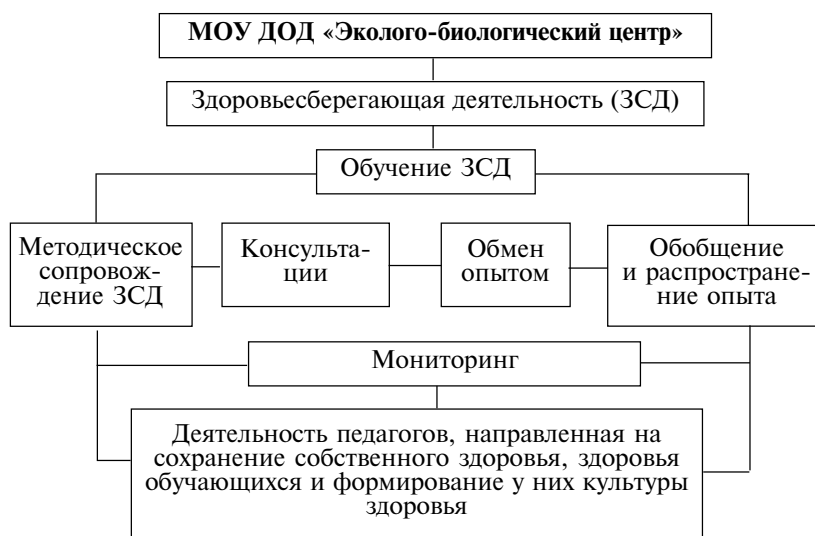 МОУ ДОД «Эколого-биологический центр»
Здоровьесберегающая деятельность (ЗСД)
Обучение ЗСД
Методическое
сопровож-
дение ЗСД
Консульта-
ции
Обмен
опытом
Обобщение
и распростране-
ние опыта
Мониторинг
Деятельность педагогов, направленная на
сохранение собственного здоровья, здоровья
обучающихся и формирование у них культуры
здоровья